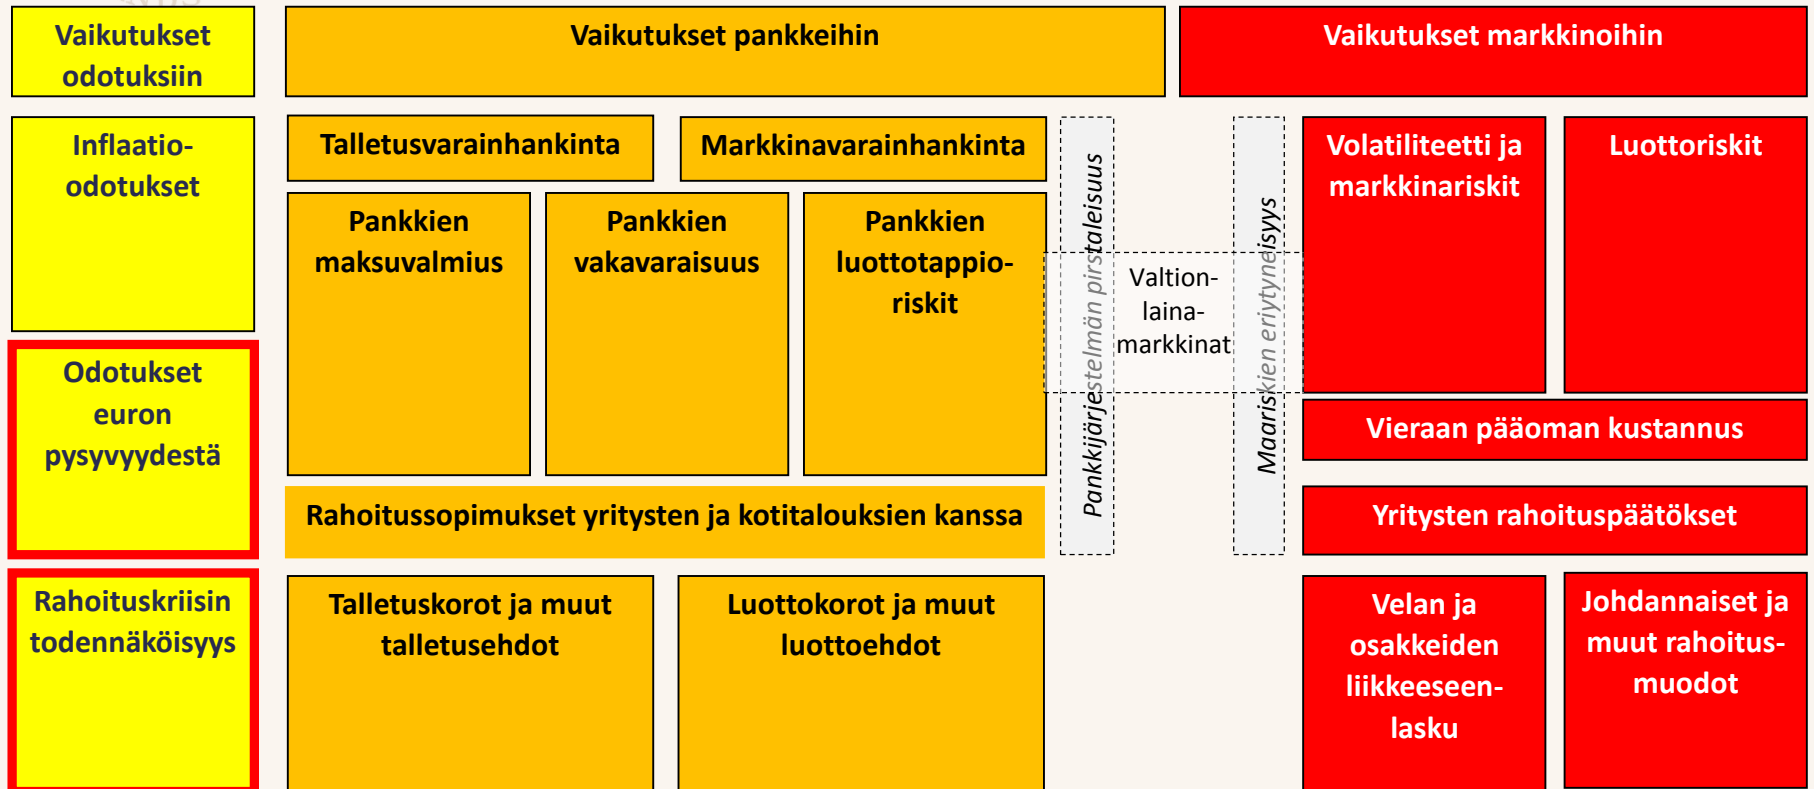 Vaikutukset
odotuksiin
Vaikutukset pankkeihin
Vaikutukset markkinoihin
Inflaatio-
odotukset
Talletusvarainhankinta
Markkinavarainhankinta
Pankkien
maksuvalmius
Pankkien
vakavaraisuus
Pankkien
luottotappio-
riskit
Pankkijärjestelmän pirstaleisuus
Valtion-
laina-
markkinat
Maariskien eriytyneisyys
Volatiliteetti ja
markkinariskit
Luottoriskit
Odotukset
euron
pysyvyydestä
Vieraan pääoman kustannus
Rahoitussopimukset yritysten ja kotitalouksien kanssa
Yritysten rahoituspäätökset
Rahoituskriisin
todennäköisyys
Talletuskorot ja muut
talletusehdot
Luottokorot ja muut
luottoehdot
Velan ja
osakkeiden
liikkeeseen-
lasku
Johdannaiset ja
muut rahoitus-
muodot